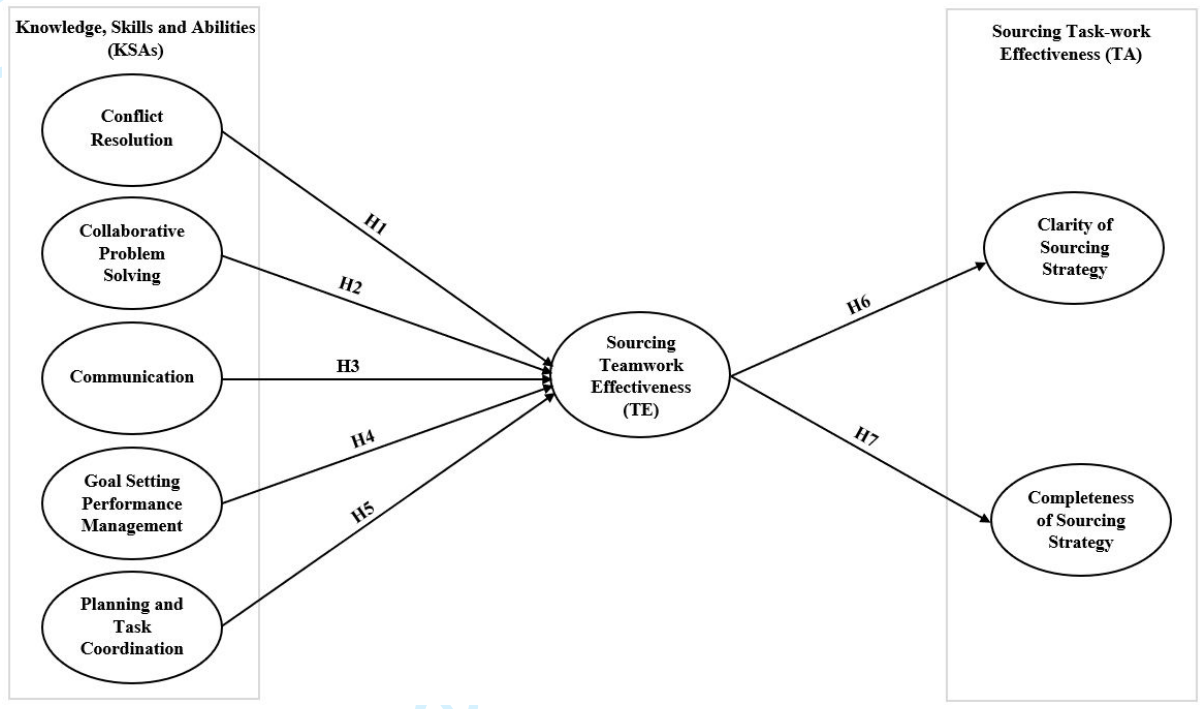 Knowledge, Skills and Abilities
(KSAs)
Conflict
Resolution
Collaborative
Problem
Solving
Communication
Goal Setting
Performance
Management
Planning and
Task
Coordination
H1
H2
H3
H4
H5
Sourcing
Teamwork
Effectiveness
(TE)
H6
H7
Sourcing Task-work
Effectiveness (TA)
Clarity of
Sourcing
Strategy
Completeness
of Sourcing
Strategy